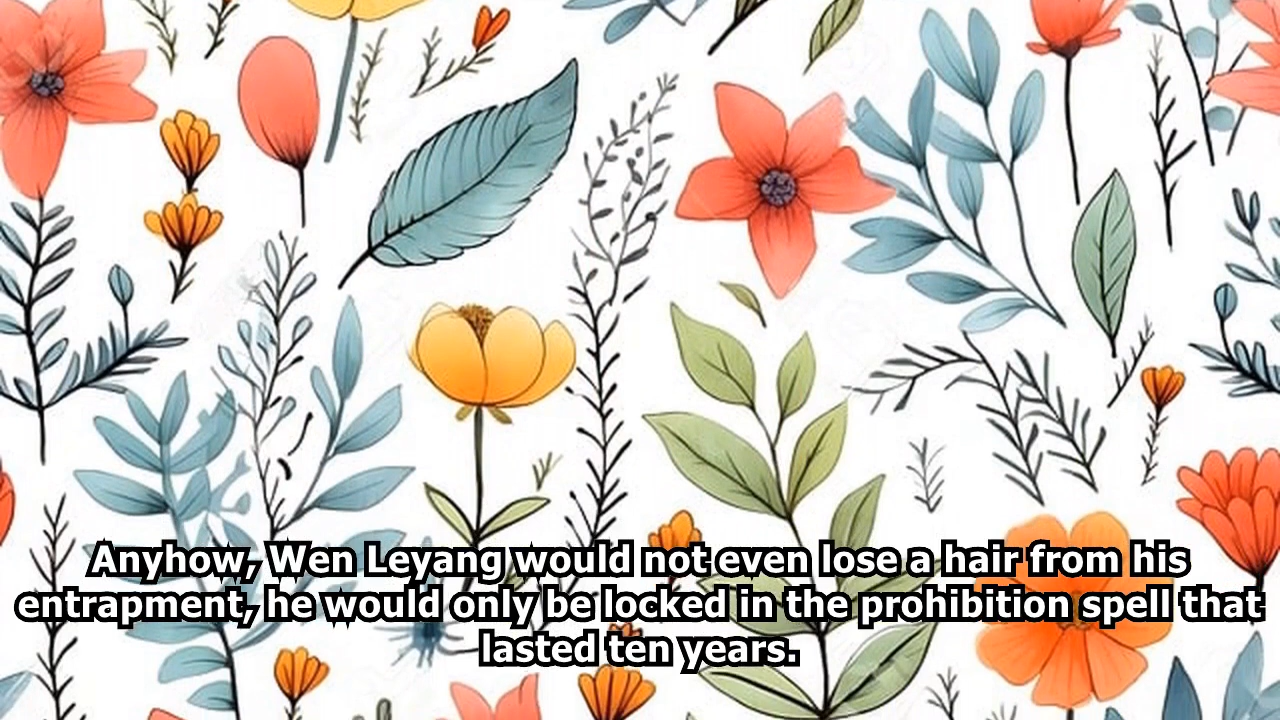 Anyhow, Wen Leyang would not even lose a hair from his
entrapment, he would only be locked in the prohibition spell that
lasted ten years.